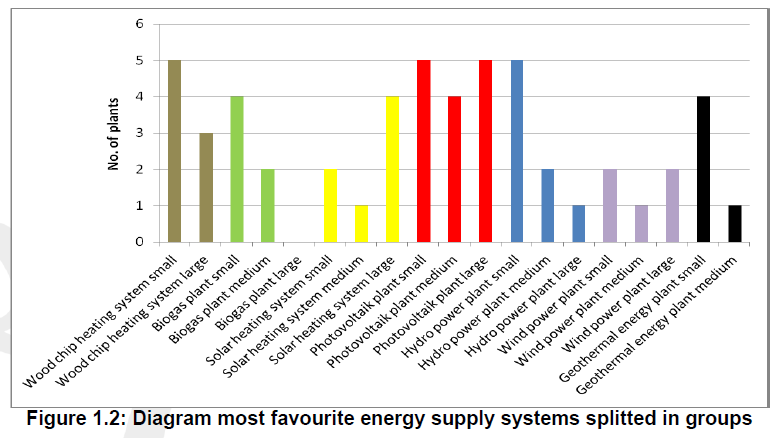 No. of plants
6
5
4
3
2
1
0
Wood chip heating system small
Wood chip heating system large
Biogas plant small
Biogas plant medium
Biogas plant large
Solar heating system small
Solar heating system medium
Solar heating system large
Photovoltaik plant small
Photovoltaik plant medium
Photovoltaik plant large
Hydro power plant small
Hydro power plant medium
Hydro power plant large
Wind power plant small
Wind power plant medium
Wind power plant large
Geothermal energy plant small
Geothermal energy plant medium
Figure 1.2: Diagram most favourite energy supply systems splitted in groups